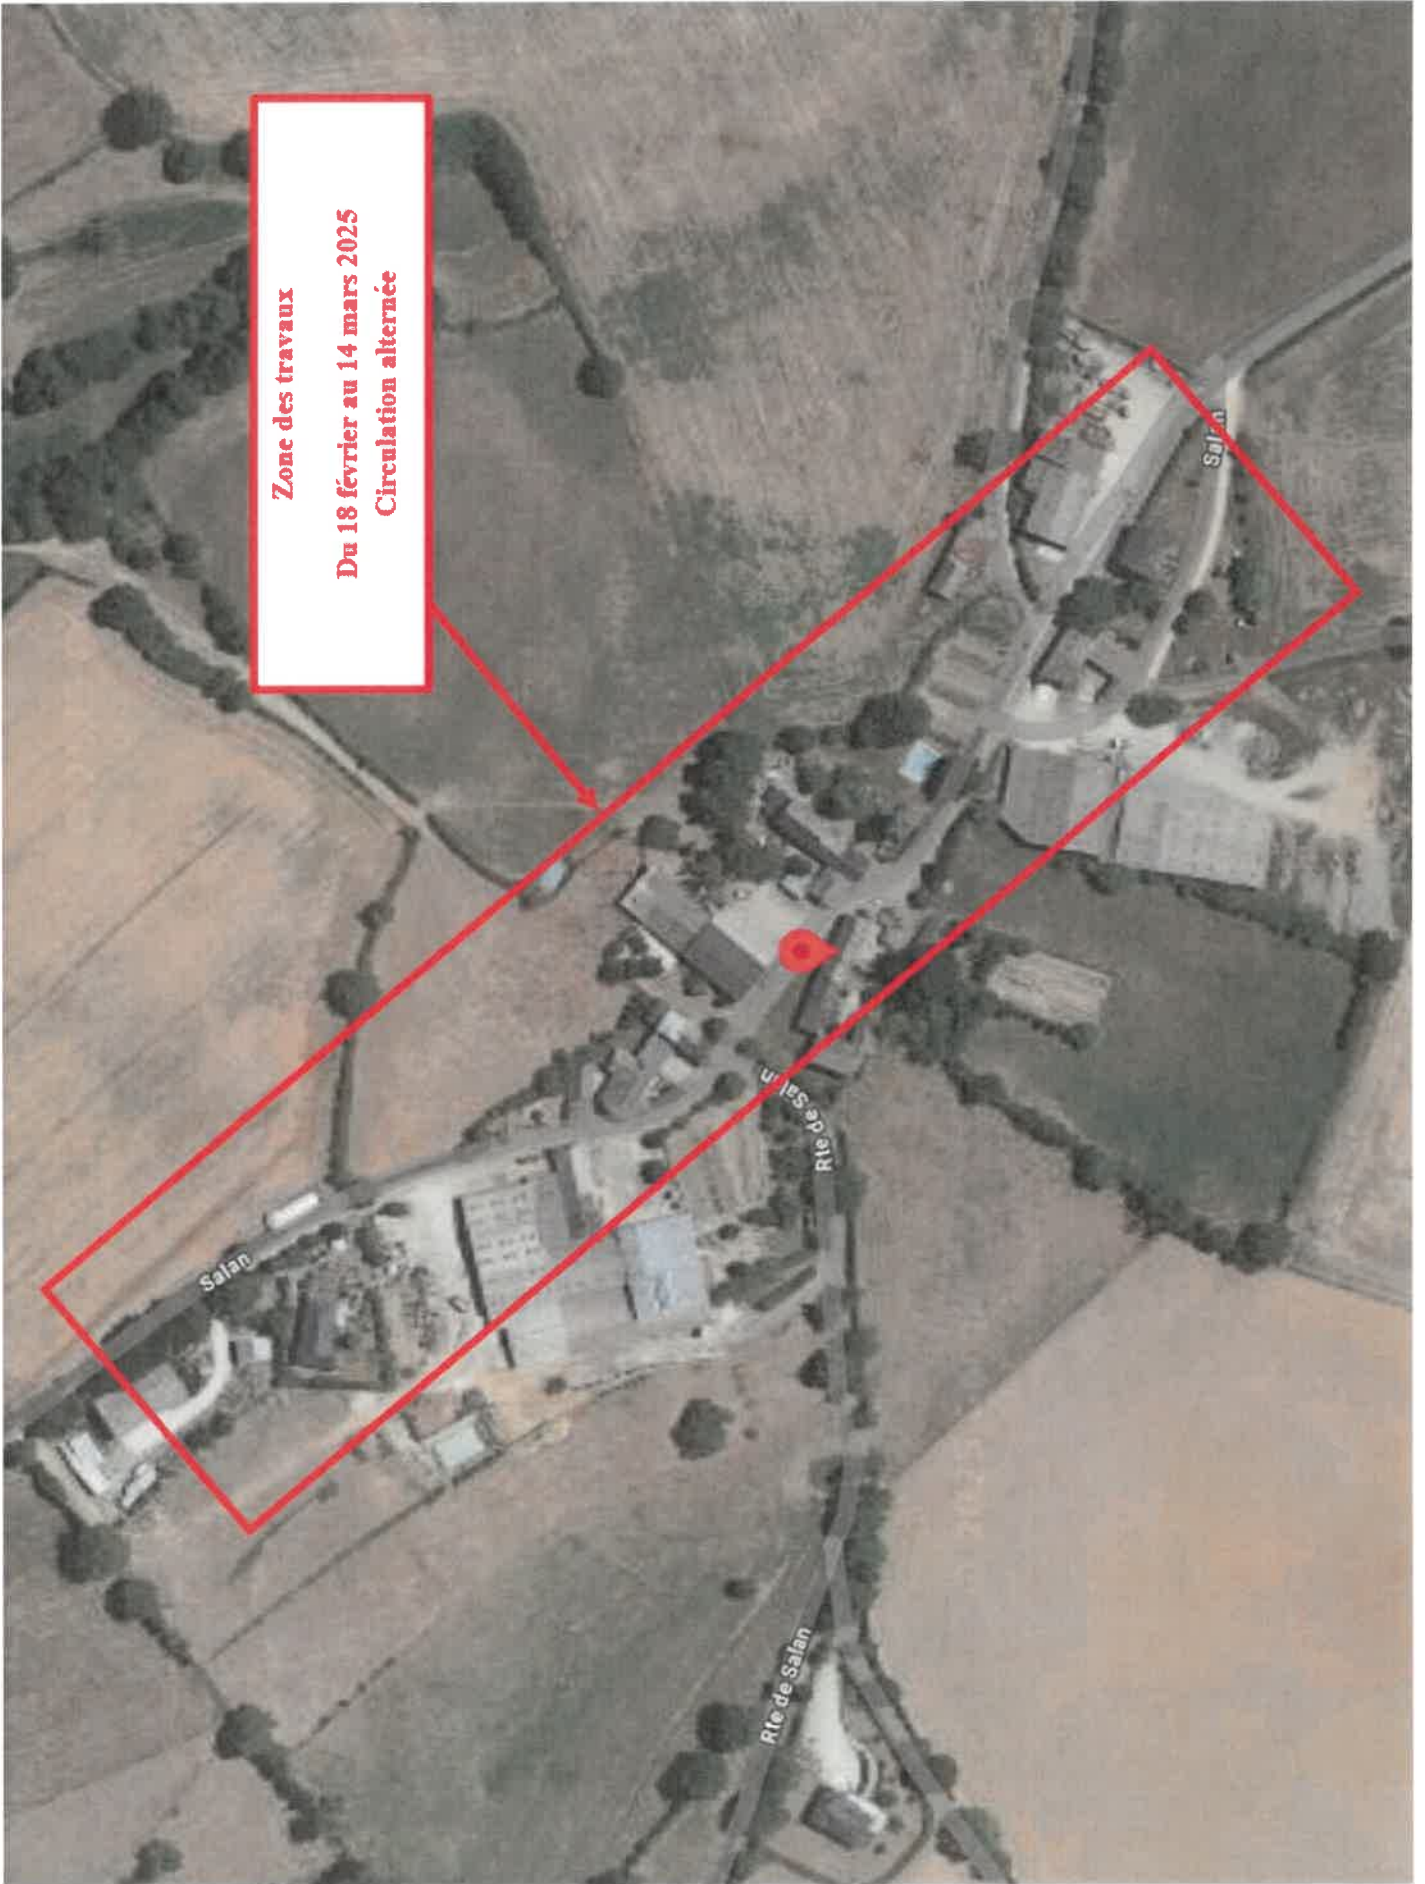 Zone des travaux
Du 18 février au 14 mars 2025
Circulation alternée
Salan
Rte de Salan
Salan
Rte de Salan